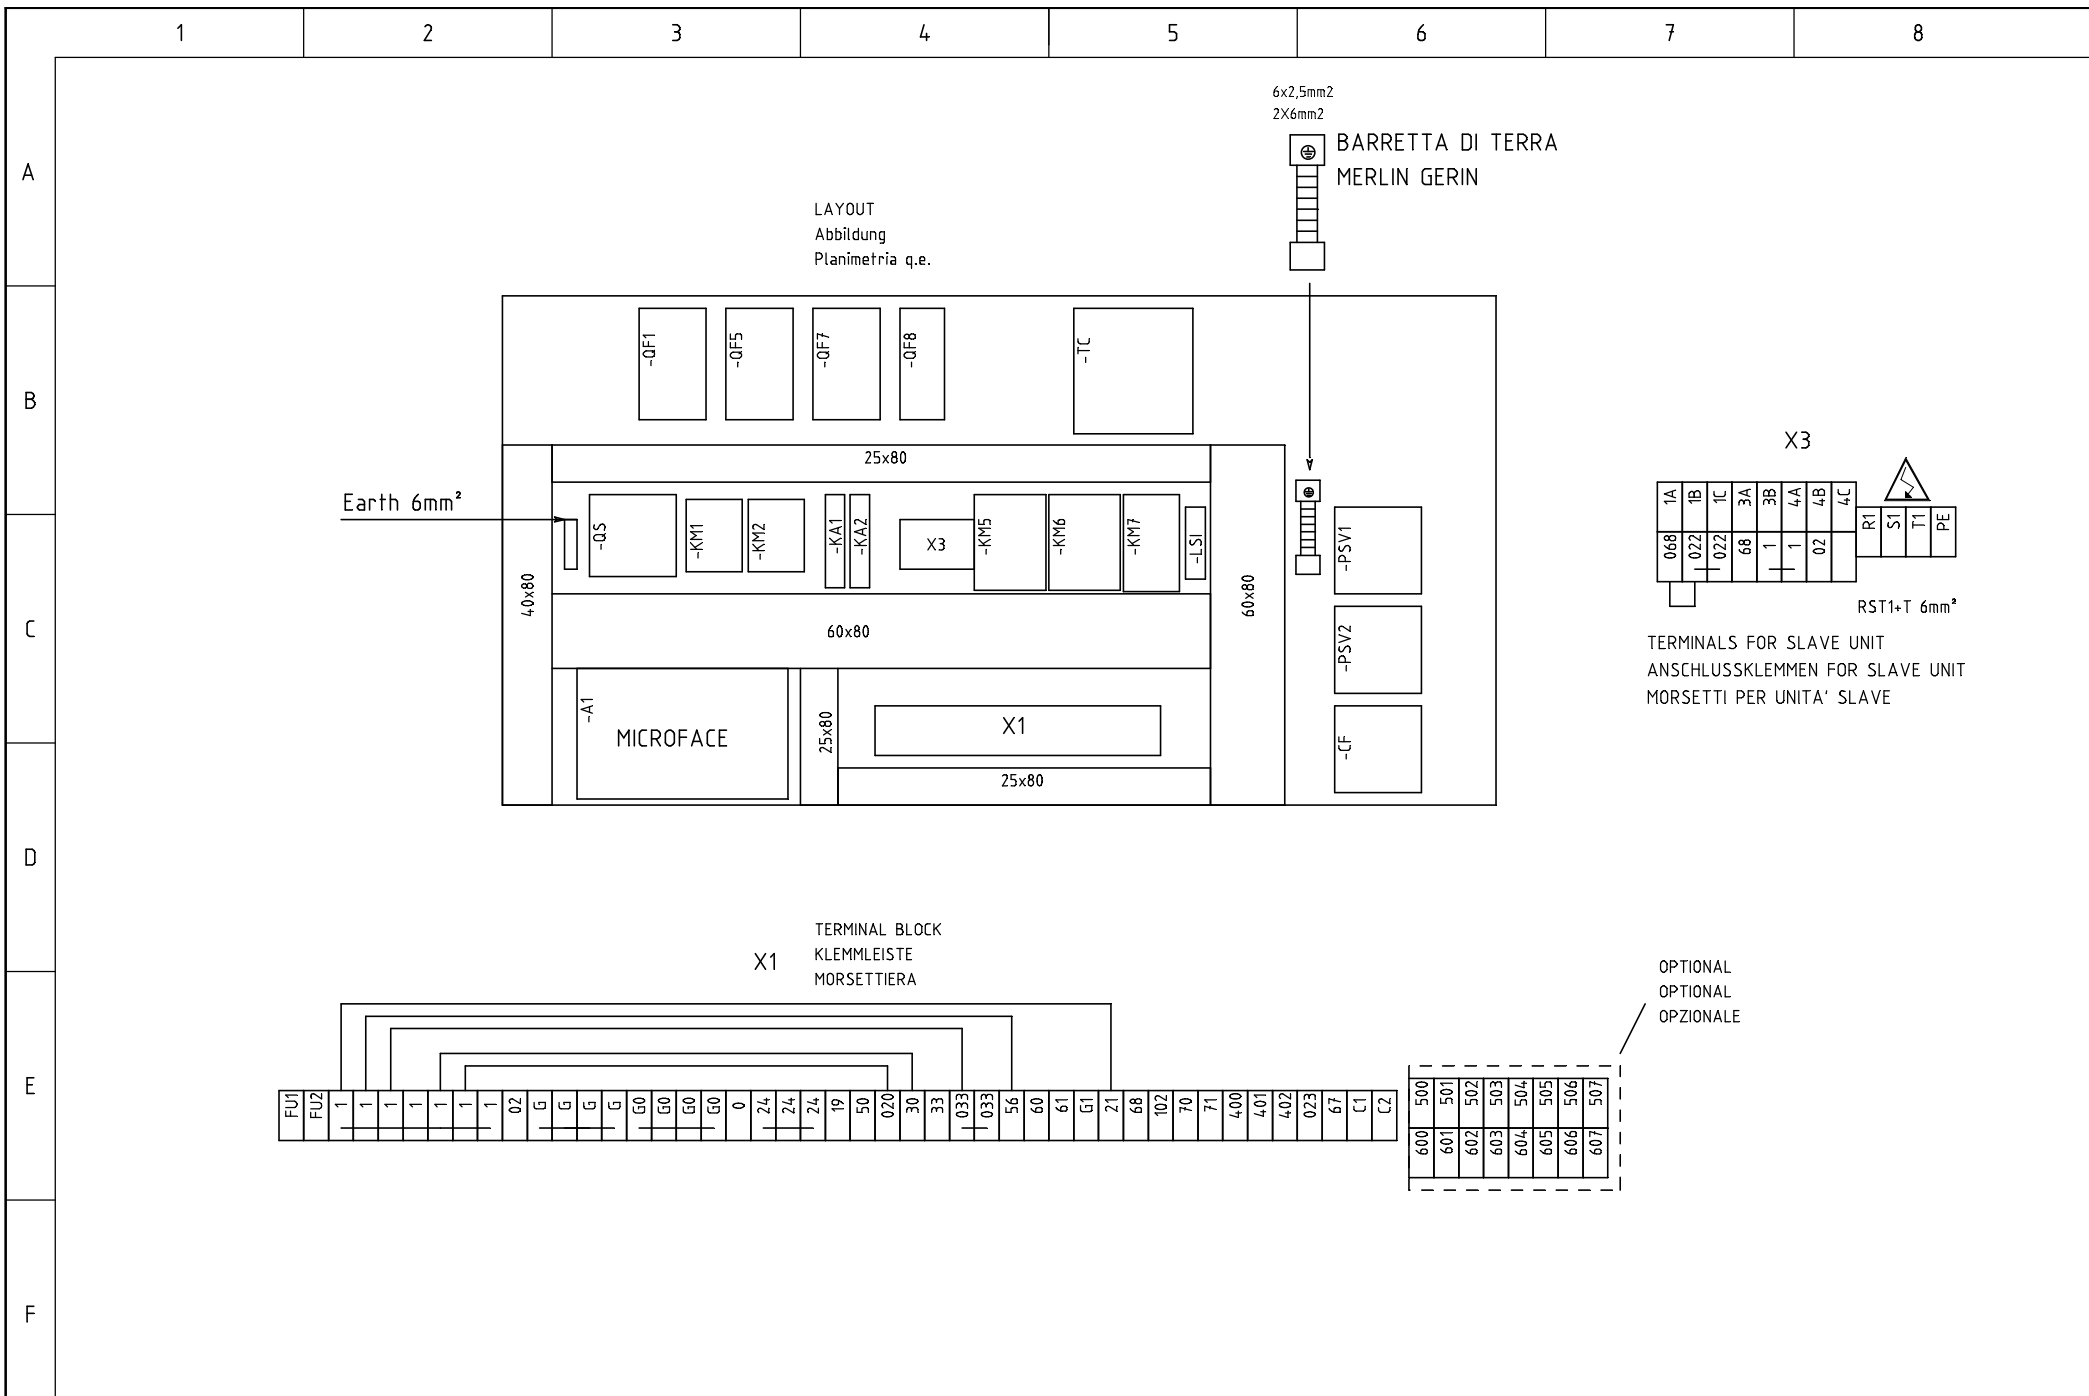 1 2 3 4 5 6 7 8
A
B
C
D
E
F
6x2,5mm2
2X6mm2
BARRETTA DI TERRA
MERLIN GERIN
LAYOUT
Abbildung
Planimetria q.e.
-QF1 -QF5 -QF7 -QF8 -TC
25x80
Earth 6mm²
-QS -KM1 -KM2 -KA1 -KA2 X3 -KM5 -KM6 -KM7 -LSI -PSV1
40x80
60x80
60x80
-PSV2
-A1
MICROFACE
25x80
X1
25x80
-CF
X3
1A 1B 1C 3A 3B 4A 4B 4C
R1 S1 T1 PE
068 022 022 68 1 1 02
RST1+T 6mm²
TERMINALS FOR SLAVE UNIT
ANSCHLUSSKLEMMEN FOR SLAVE UNIT
MORSETTI PER UNITA' SLAVE
X1
TERMINAL BLOCK
KLEMMLEISTE
MORSETTIERA
OPTIONAL
OPTIONAL
OPZIONALE
FU1 FU2 1 1 1 1 1 1 1 02 G G G G G0 G0 G0 G0 0 24 24 24 19 50 020 30 33 033 033 56 60 61 G1 21 68 102 70 71 400 401 402 023 67 C1 C2
500 501 502 503 504 505 506 507
600 601 602 603 604 605 606 607